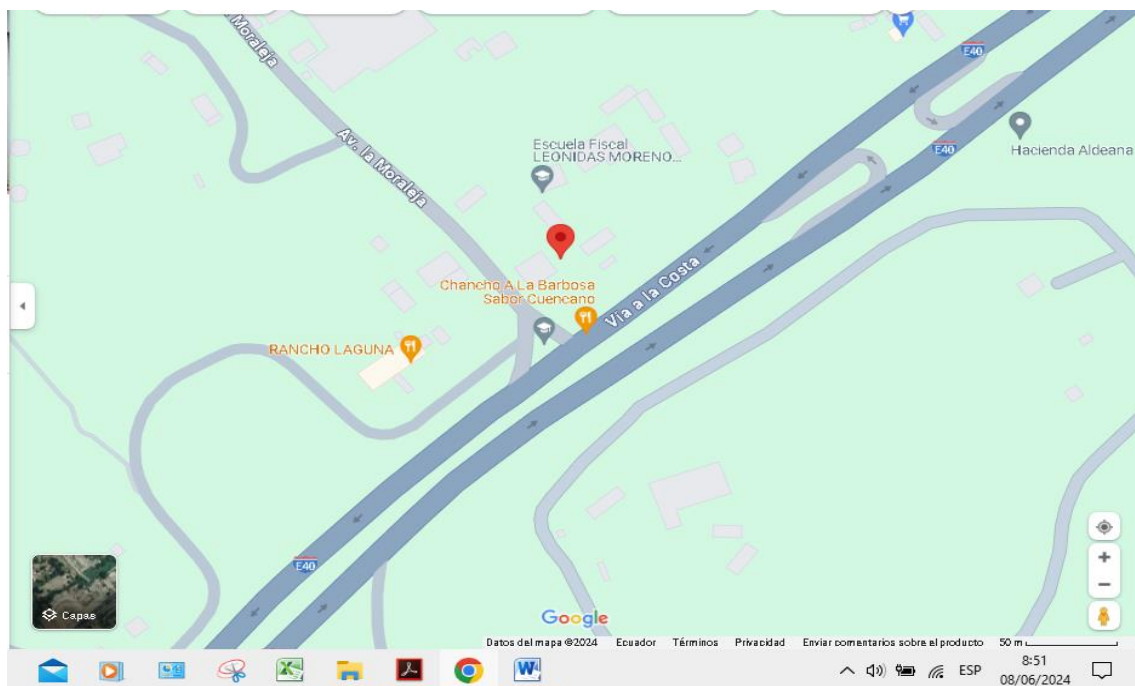 Moraleja
E40
Av. la Moraleja
Escuela Fiscal
LEONIDAS MORENO...
E40
Hacienda Aldeana
Chancho A La Barbosa
Sabor Cuencano
Via a la Costa
RANCHO LAGUNA
E40
Capas
Google
Datos del mapa ©2024 Ecuador Términos Privacidad Enviar comentarios sobre el producto 50 m
ESP
8:51
08/06/2024